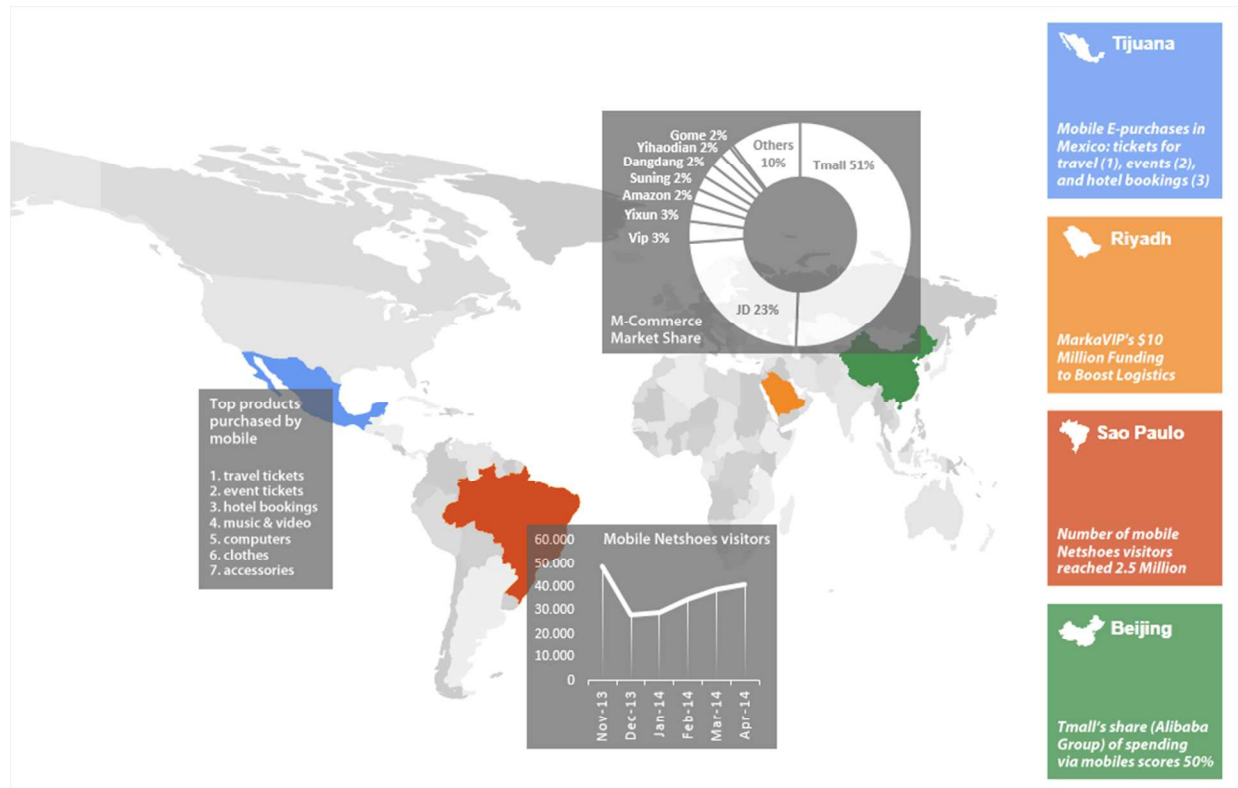 Gome 2%
Yihaodian 2%
Dangdang 2%
Suning 2%
Amazon 2%
Yixun 3%
Vip 3%
Others
10%
Tmall 51%
JD 23%
M-Commerce
Market Share
Top products
purchased by
mobile
1. travel tickets
2. event tickets
3. hotel bookings
4. music & video
5. computers
6. clothes
7. accessories
Mobile Netshoes visitors
60.000
50.000
40.000
30.000
20.000
10.000
0
Nov-13
Dec-13
Jan-14
Feb-14
Mar-14
Apr-14
Tijuana
Mobile E-purchases in
Mexico: tickets for
travel (1), events (2),
and hotel bookings (3)
Riyadh
MarkaVIP's $10
Million Funding
to Boost Logistics
Sao Paulo
Number of mobile
Netshoes visitors
reached 2.5 Million
Beijing
Tmall's share (Alibaba
Group) of spending
via mobiles scores 50%